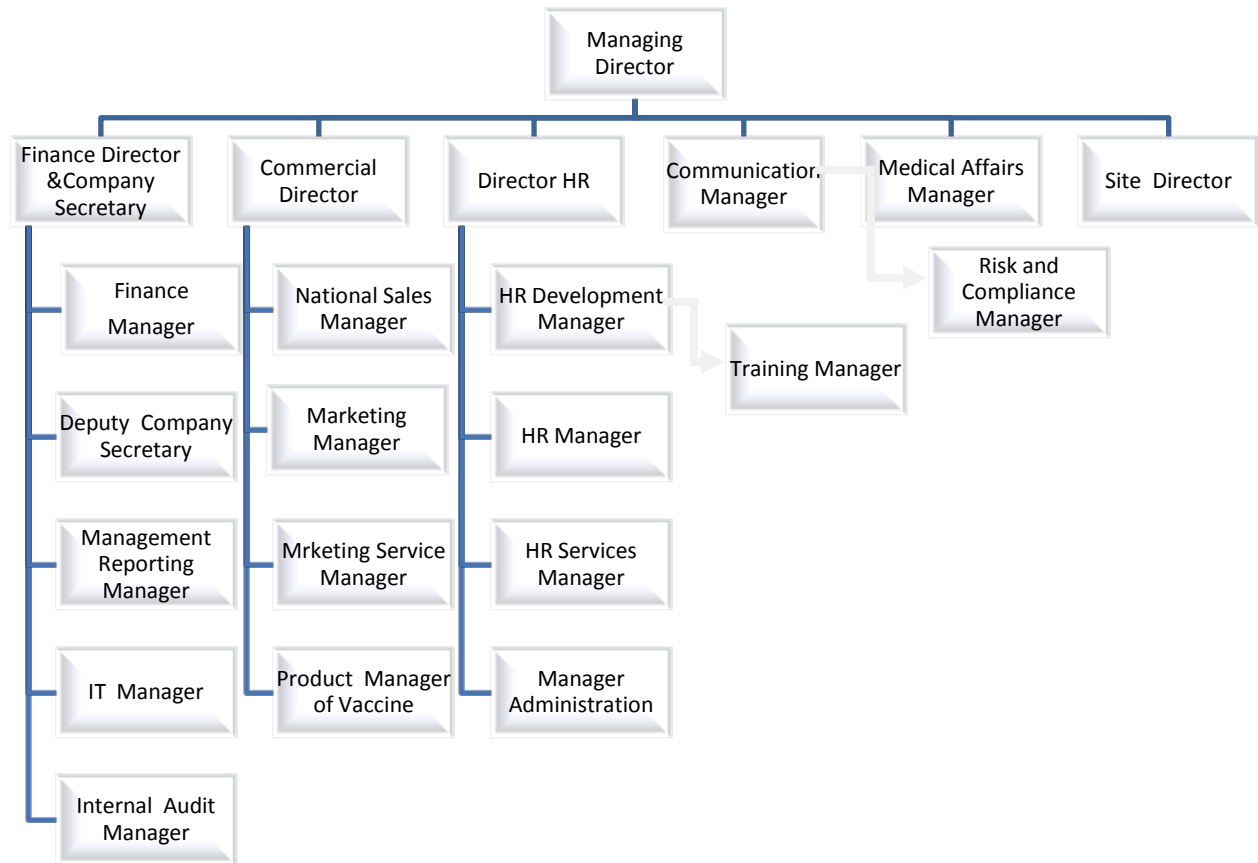 Managing
Director
Finance Director
&Company
Secretary
Commercial
Director
Director HR
Communication
Manager
Medical Affairs
Manager
Site Director
Finance
Manager
National Sales
Manager
HR Development
Manager
Risk and
Compliance
Manager
Training Manager
Deputy Company
Secretary
Marketing
Manager
HR Manager
Management
Reporting
Manager
Mrketing Service
Manager
HR Services
Manager
IT Manager
Product Manager
of Vaccine
Manager
Administration
Internal Audit
Manager